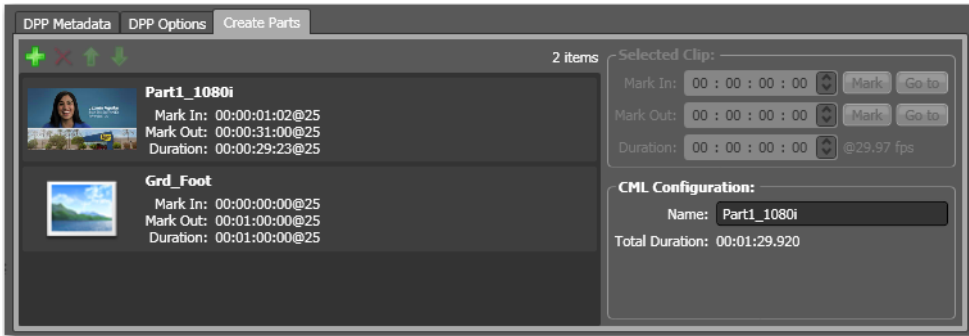 DPP Metadata DPP Options Create Parts
2 items
Part1_1080i
Mark In: 00:00:01:02@25
Mark Out: 00:00:31:00@25
Duration: 00:00:29:23@25
Grd_Foot
Mark In: 00:00:00:00@25
Mark Out: 00:01:00:00@25
Duration: 00:01:00:00@25
Selected Clip:
Mark In: 00 : 00 : 00 : 00 Mark Go to
Mark Out: 00 : 00 : 00 : 00 Mark Go to
Duration: 00 : 00 : 00 : 00 @29.97 fps
CML Configuration:
Name: Part1_1080i
Total Duration: 00:01:29.920